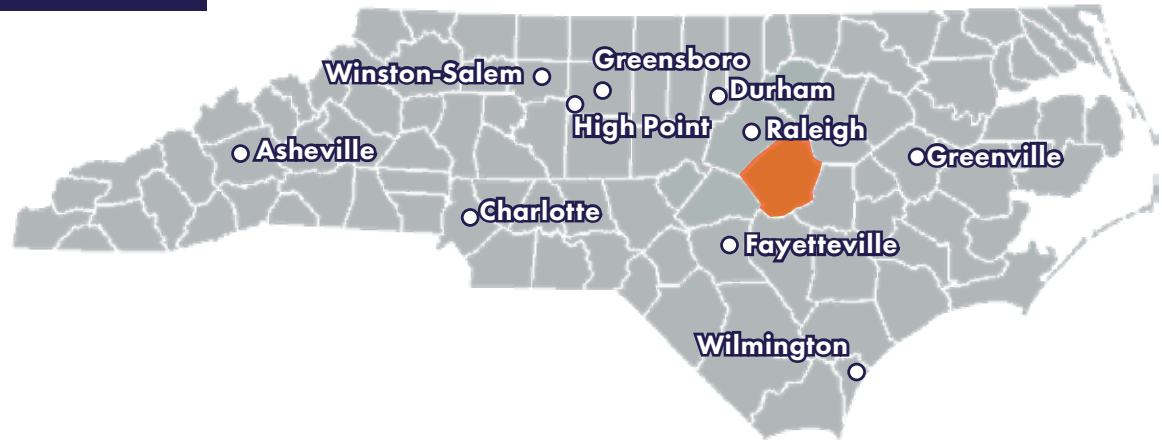 Greensboro
Winston-Salem
Durham
High Point
Raleigh
Asheville
Greenville
Charlotte
Fayetteville
Wilmington